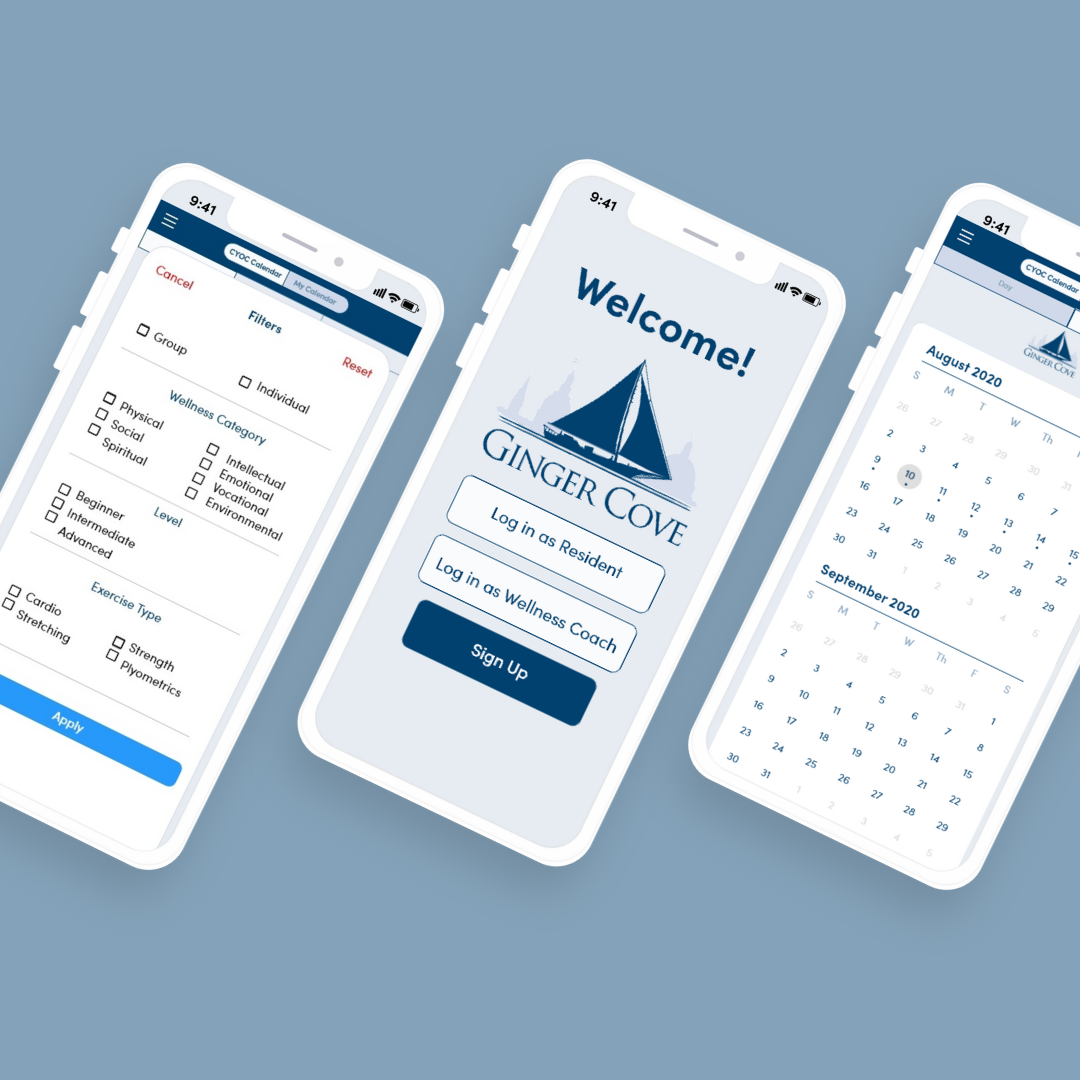 9:41
CYOC Calendar
My Calendar
Cancel
Filters
Reset
Group
Individual
Wellness Category
Physical
Social
Spiritual
Intellectual
Emotional
Vocational
Environmental
Level
Beginner
Intermediate
Advanced
Exercise Type
Cardio
Stretching
Strength
Plyometrics
Apply
9:41
Welcome!
GINGER COVE
Log in as Resident
Log in as Wellness Coach
Sign Up
9:41
CYOC Calendar
Day
GINGER COVE
August 2020
S M T W Th
26 27 28 29 30 31
2 3 4 5 6 7
9 10 11 12 13 14 15
16 17 18 19 20 21 22
23 24 25 26 27 28 29
30 31 1 2 3 4 5
September 2020
S M T W Th F S
26 27 28 29 30 31 1
2 3 4 5 6 7 8
9 10 11 12 13 14 15
16 17 18 19 20 21 22
23 24 25 26 27 28 29
30 31 1 2 3 4 5